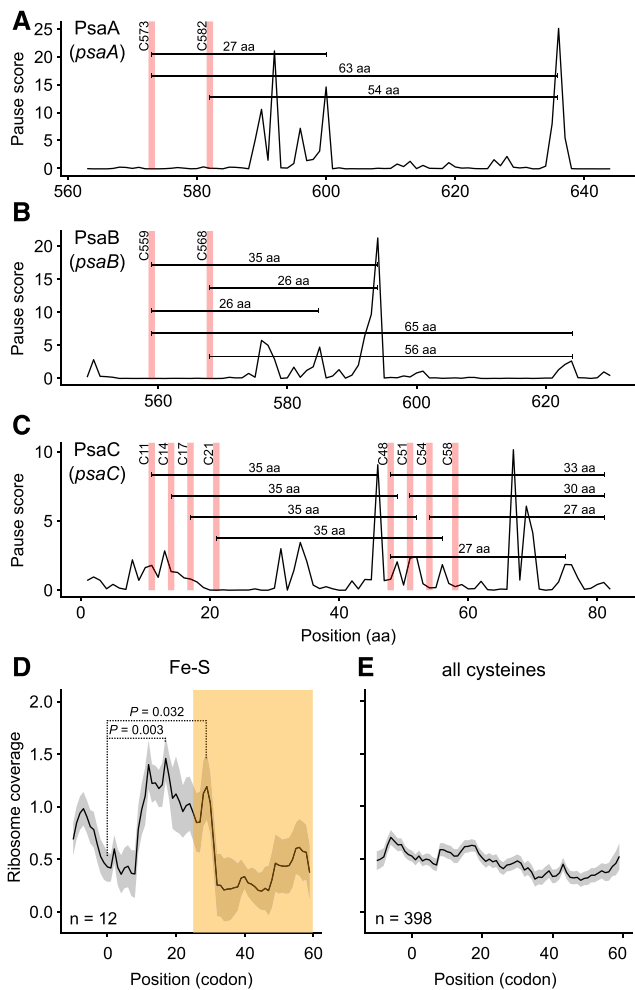 A
PsaA
(psaA)
C573
C582
27 aa
63 aa
54 aa
Pause score
25
20
15
10
5
0
560
580
600
620
640
B
PsaB
(psaB)
C559
C568
35 aa
26 aa
26 aa
65 aa
56 aa
Pause score
20
15
10
5
0
560
580
600
620
C
PsaC
(psaC)
C11
C14
C17
C21
C48
C51
C54
C58
35 aa
33 aa
35 aa
30 aa
35 aa
27 aa
35 aa
27 aa
Pause score
10
5
0
0
20
40
60
80
Position (aa)
D
Fe-S
P = 0.032
P = 0.003
Ribosome coverage
2.0
1.5
1.0
0.5
0.0
n = 12
0
20
40
60
Position (codon)
E
all cysteines
n = 398
0
20
40
60
Position (codon)